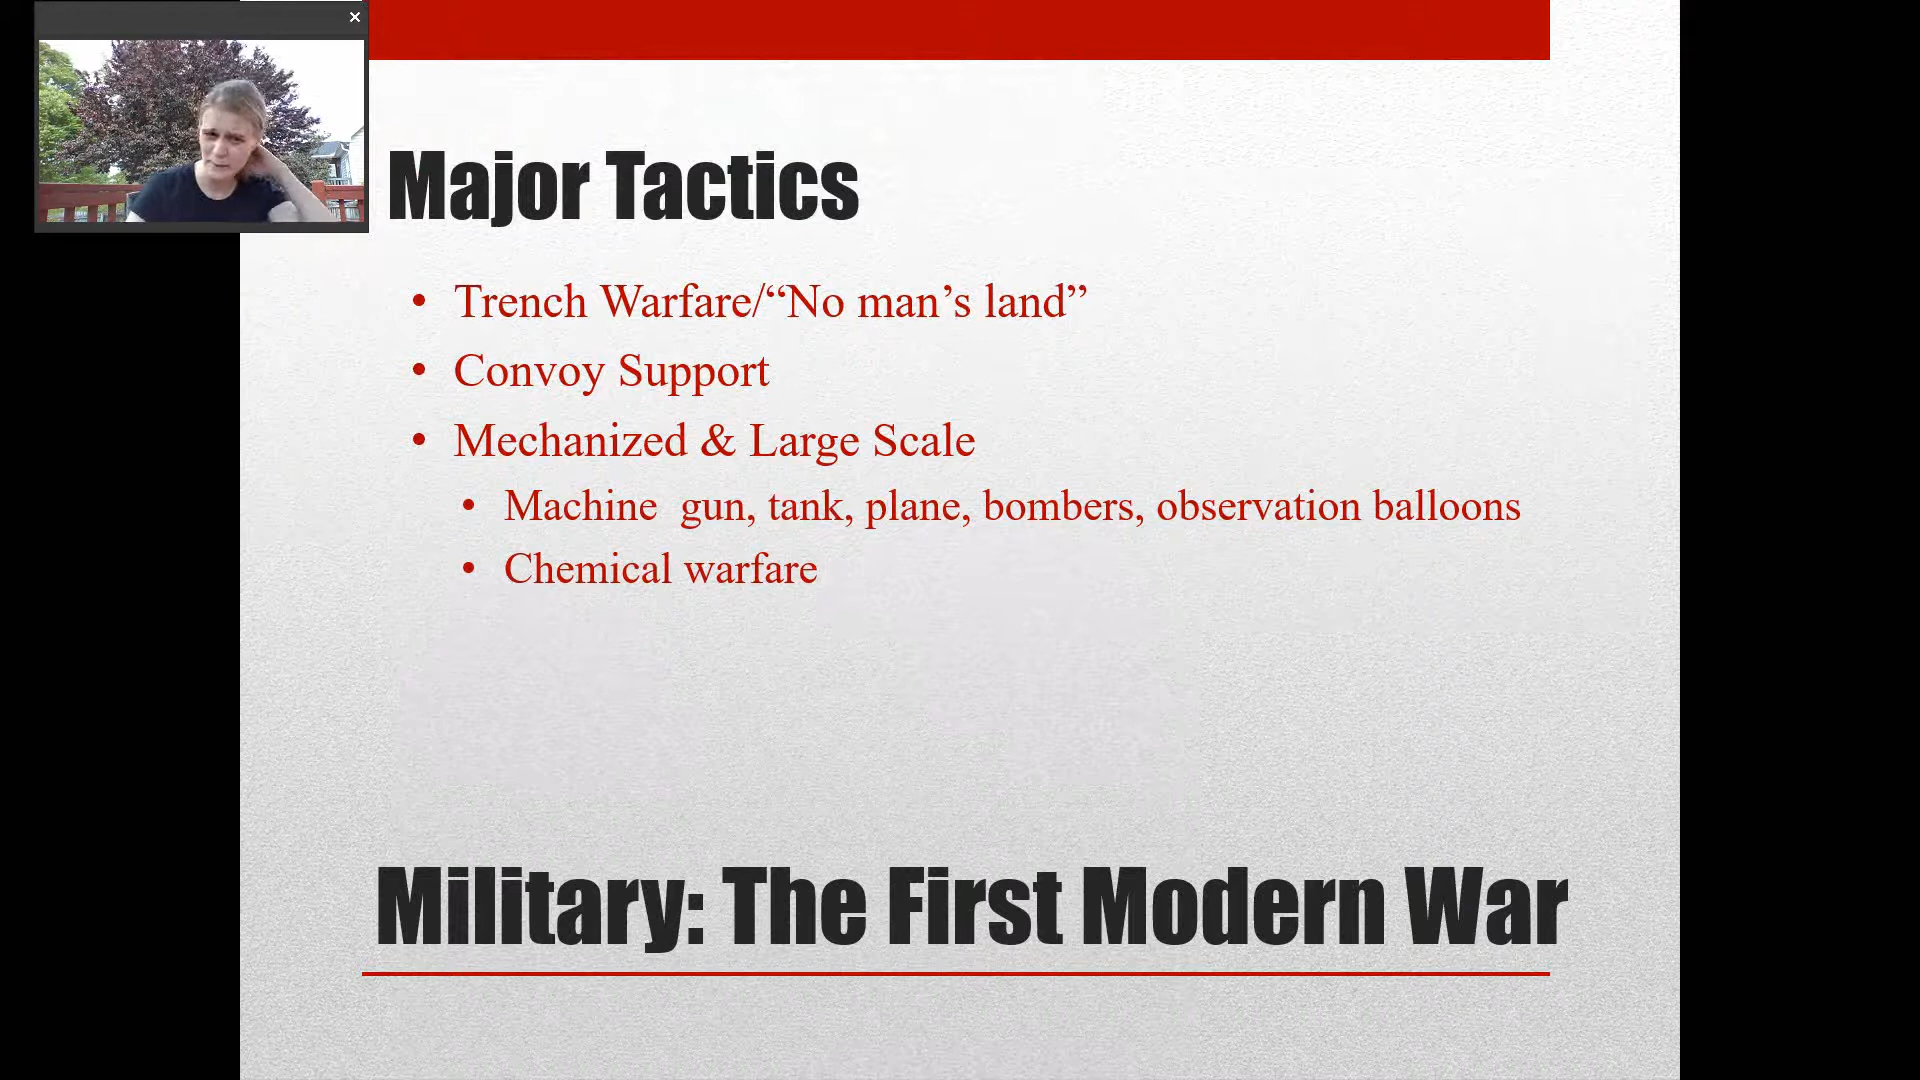 Major Tactics
• Trench Warfare/“No man’s land”
• Convoy Support
• Mechanized & Large Scale
• Machine  gun, tank, plane, bombers, observation balloons
• Chemical warfare
Military: The First Modern War